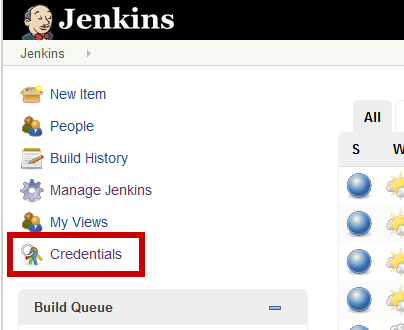 Jenkins
Jenkins
New Item
People
Build History
Manage Jenkins
My Views
Credentials
Build Queue
All
S
W